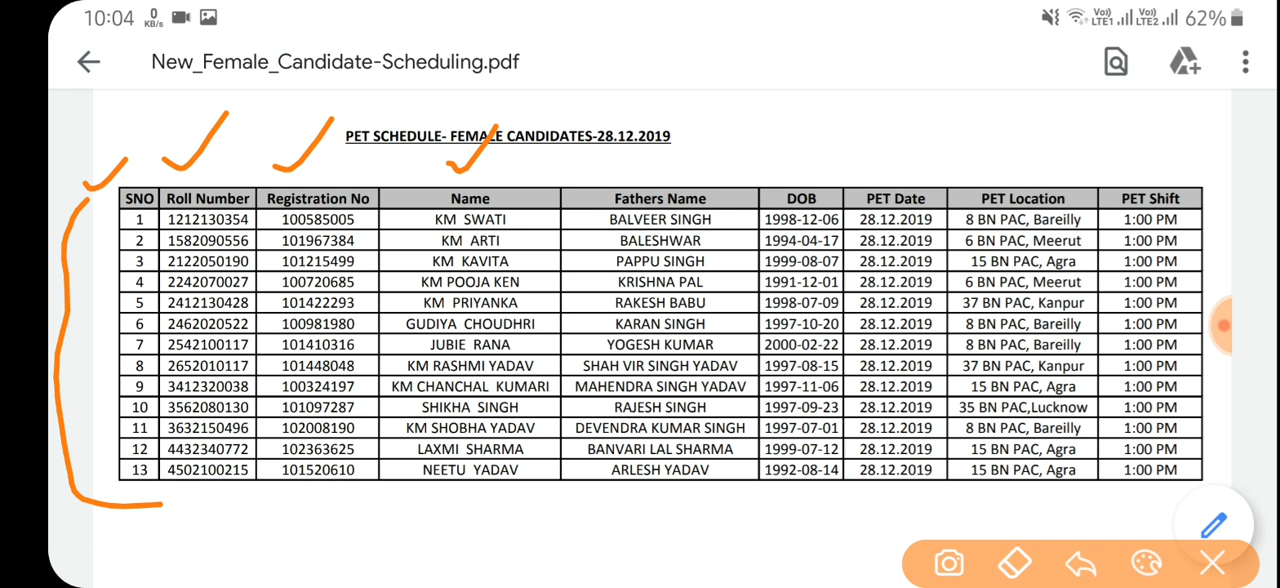 10:04 0 KB/s Vo)) LTE1 Vo)) LTE2 62%
New_Female_Candidate-Scheduling.pdf
PET SCHEDULE- FEMALE CANDIDATES-28.12.2019
SNO Roll Number Registration No Name Fathers Name DOB PET Date PET Location PET Shift
1 1212130354 100585005 KM SWATI BALVEER SINGH 1998-12-06 28.12.2019 8 BN PAC, Bareilly 1:00 PM
2 1582090556 101967384 KM ARTI BALESHWAR 1994-04-17 28.12.2019 6 BN PAC, Meerut 1:00 PM
3 2122050190 101215499 KM KAVITA PAPPU SINGH 1999-08-07 28.12.2019 15 BN PAC, Agra 1:00 PM
4 2242070027 100720685 KM POOJA KEN KRISHNA PAL 1991-12-01 28.12.2019 6 BN PAC, Meerut 1:00 PM
5 2412130428 101422293 KM PRIYANKA RAKESH BABU 1998-07-09 28.12.2019 37 BN PAC, Kanpur 1:00 PM
6 2462020522 100981980 GUDIYA CHOUDHRI KARAN SINGH 1997-10-20 28.12.2019 8 BN PAC, Bareilly 1:00 PM
7 2542100117 101410316 JUBIE RANA YOGESH KUMAR 2000-02-22 28.12.2019 8 BN PAC, Bareilly 1:00 PM
8 2652010117 101448048 KM RASHMI YADAV SHAH VIR SINGH YADAV 1997-08-15 28.12.2019 37 BN PAC, Kanpur 1:00 PM
9 3412320038 100324197 KM CHANCHAL KUMARI MAHENDRA SINGH YADAV 1997-11-06 28.12.2019 15 BN PAC, Agra 1:00 PM
10 3562080130 101097287 SHIKHA SINGH RAJESH SINGH 1997-09-23 28.12.2019 35 BN PAC,Lucknow 1:00 PM
11 3632150496 102008190 KM SHOBHA YADAV DEVENDRA KUMAR SINGH 1997-07-01 28.12.2019 8 BN PAC, Bareilly 1:00 PM
12 4432340772 102363625 LAXMI SHARMA BANVARI LAL SHARMA 1999-07-12 28.12.2019 15 BN PAC, Agra 1:00 PM
13 4502100215 101520610 NEETU YADAV ARLESH YADAV 1992-08-14 28.12.2019 15 BN PAC, Agra 1:00 PM